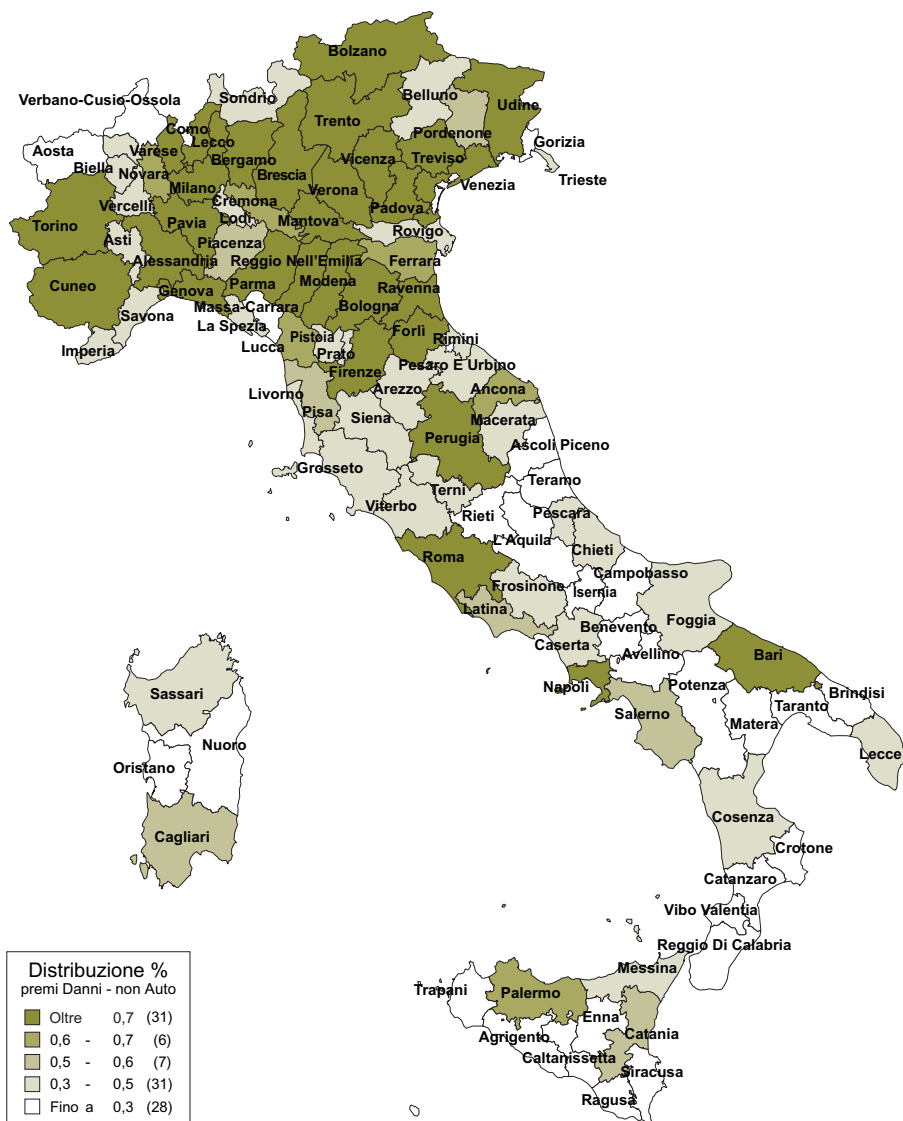 Bolzano
Sondrio
Belluno
Verbano-Cusio-Ossola
Udine
Trento
Como
Pordenone
Lecco
Gorizia
Aosta
Varese
Bergamo
Vicenza
Treviso
Biella
Novara
Brescia
Trieste
Milano
Verona
Venezia
Vercelli
Cremona
Padova
Lodi
Torino
Pavia
Mantova
Rovigo
Asti
Piacenza
Alessandria
Reggio Nell'Emilia
Ferrara
Cuneo
Genova
Parma
Modena
Ravenna
Massa-Carrara
Bologna
Savona
La Spezia
Forlì
Pistoia
Rimini
Imperia
Lucca
Prato
Pesaro E Urbino
Firenze
Arezzo
Ancona
Livorno
Pisa
Siena
Macerata
Perugia
Ascoli Piceno
Grosseto
Teramo
Terni
Viterbo
Rieti
Pescara
L'Aquila
Chieti
Roma
Campobasso
Frosinone
Isernia
Latina
Foggia
Benevento
Caserta
Avellino
Bari
Napoli
Potenza
Brindisi
Sassari
Salerno
Taranto
Matera
Nuoro
Lecce
Oristano
Cosenza
Cagliari
Crotone
Catanzaro
Vibo Valentia
Reggio Di Calabria
Messina
Trapani
Palermo
Enna
Agrigento
Catania
Caltanissetta
Siracusa
Ragusa
Distribuzione %
premi Danni - non Auto
Oltre 0,7 (31)
0,6 - 0,7 (6)
0,5 - 0,6 (7)
0,3 - 0,5 (31)
Fino a 0,3 (28)